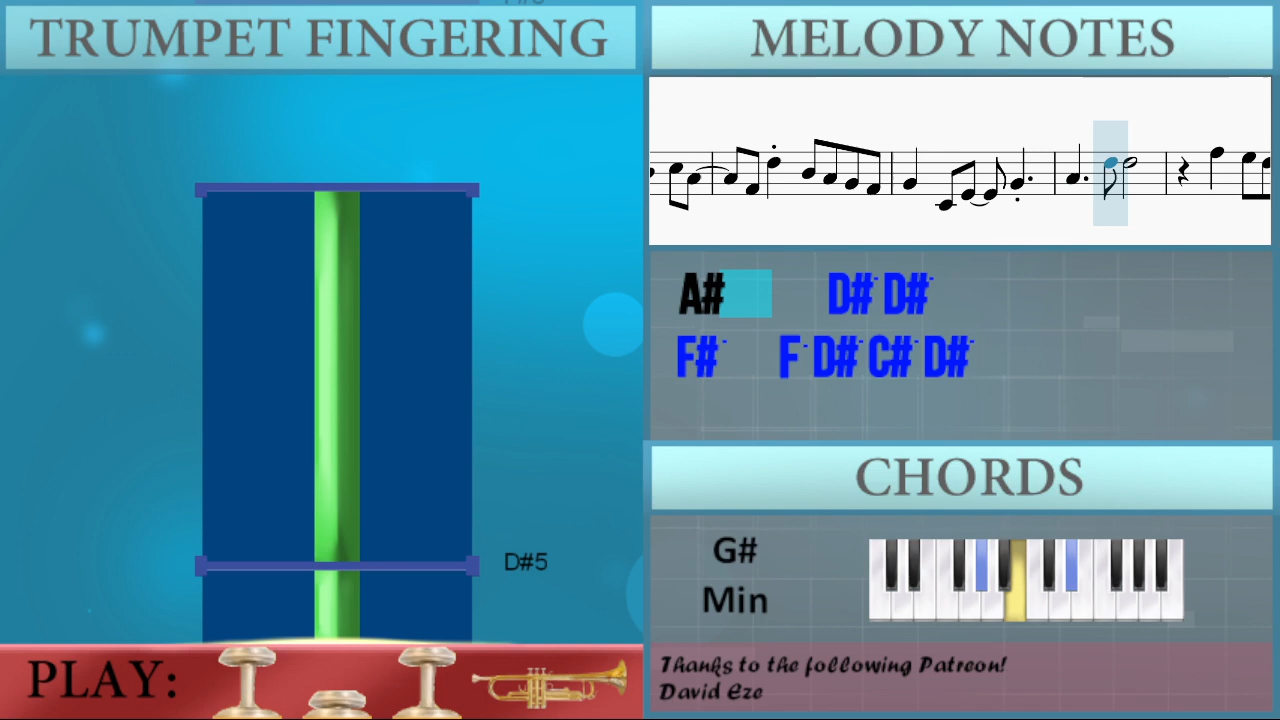 TRUMPET FINGERING
MELODY NOTES
A# D# D#
F# F D# C# D#
D#5
CHORDS
G#
Min
PLAY:
Thanks to the following Patreon!
David Eze